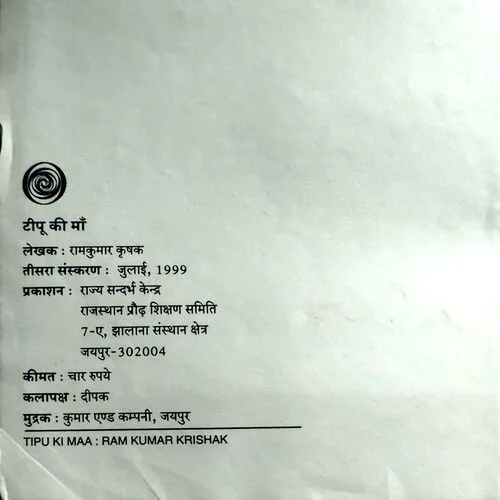 टीपू की माँ
लेखक : रामकुमार कृषक
तीसरा संस्करण : जुलाई, 1999
प्रकाशन : राज्य सन्दर्भ केन्द्र
राजस्थान प्रौढ़ शिक्षण समिति
7-ए, झालाना संस्थान क्षेत्र
जयपुर-302004
कीमत : चार रुपये
कलापक्ष : दीपक
मुद्रक : कुमार एण्ड कम्पनी, जयपुर
TIPU KI MAA : RAM KUMAR KRISHAK